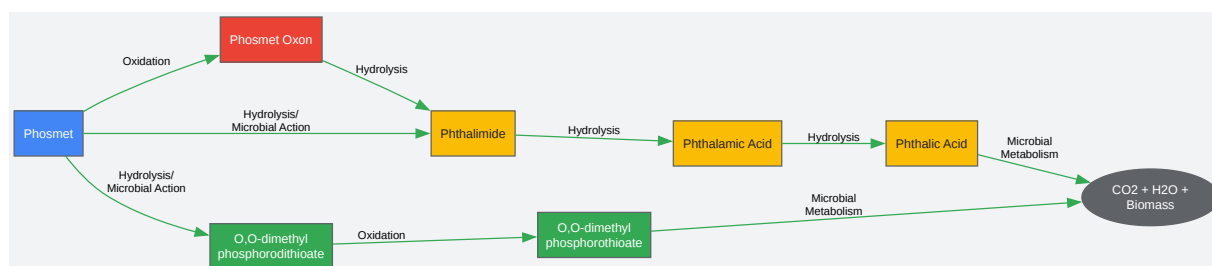 Phosmet Oxon
Oxidation
Hydrolysis
Phosmet
Hydrolysis/
Microbial Action
Phthalimide
Hydrolysis
Phthalamic Acid
Hydrolysis
Phthalic Acid
Microbial
Metabolism
Hydrolysis/
Microbial Action
CO2 + H2O +
Biomass
O,O-dimethyl
phosphorodithioate
Oxidation
O,O-dimethyl
phosphorothioate
Microbial
Metabolism